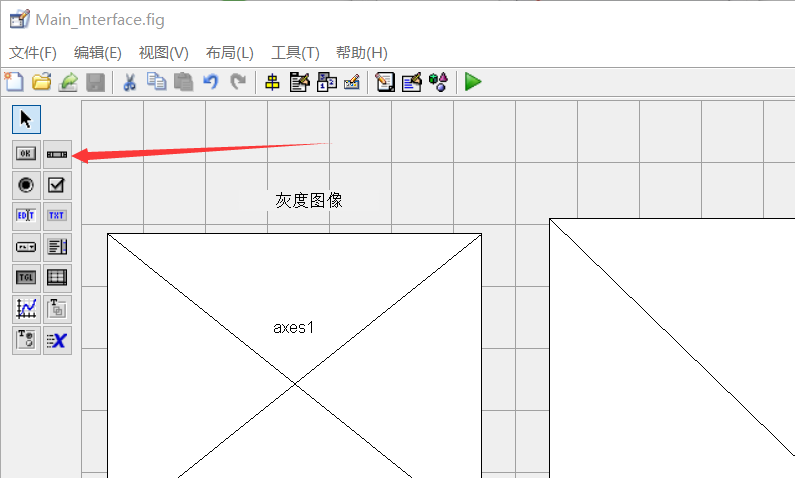 Main_Interface.fig
文件(F) 编辑(E) 视图(V) 布局(L) 工具(T) 帮助(H)
OK
EDIT TXT
TGL
T
T
X
灰度图像
axes1